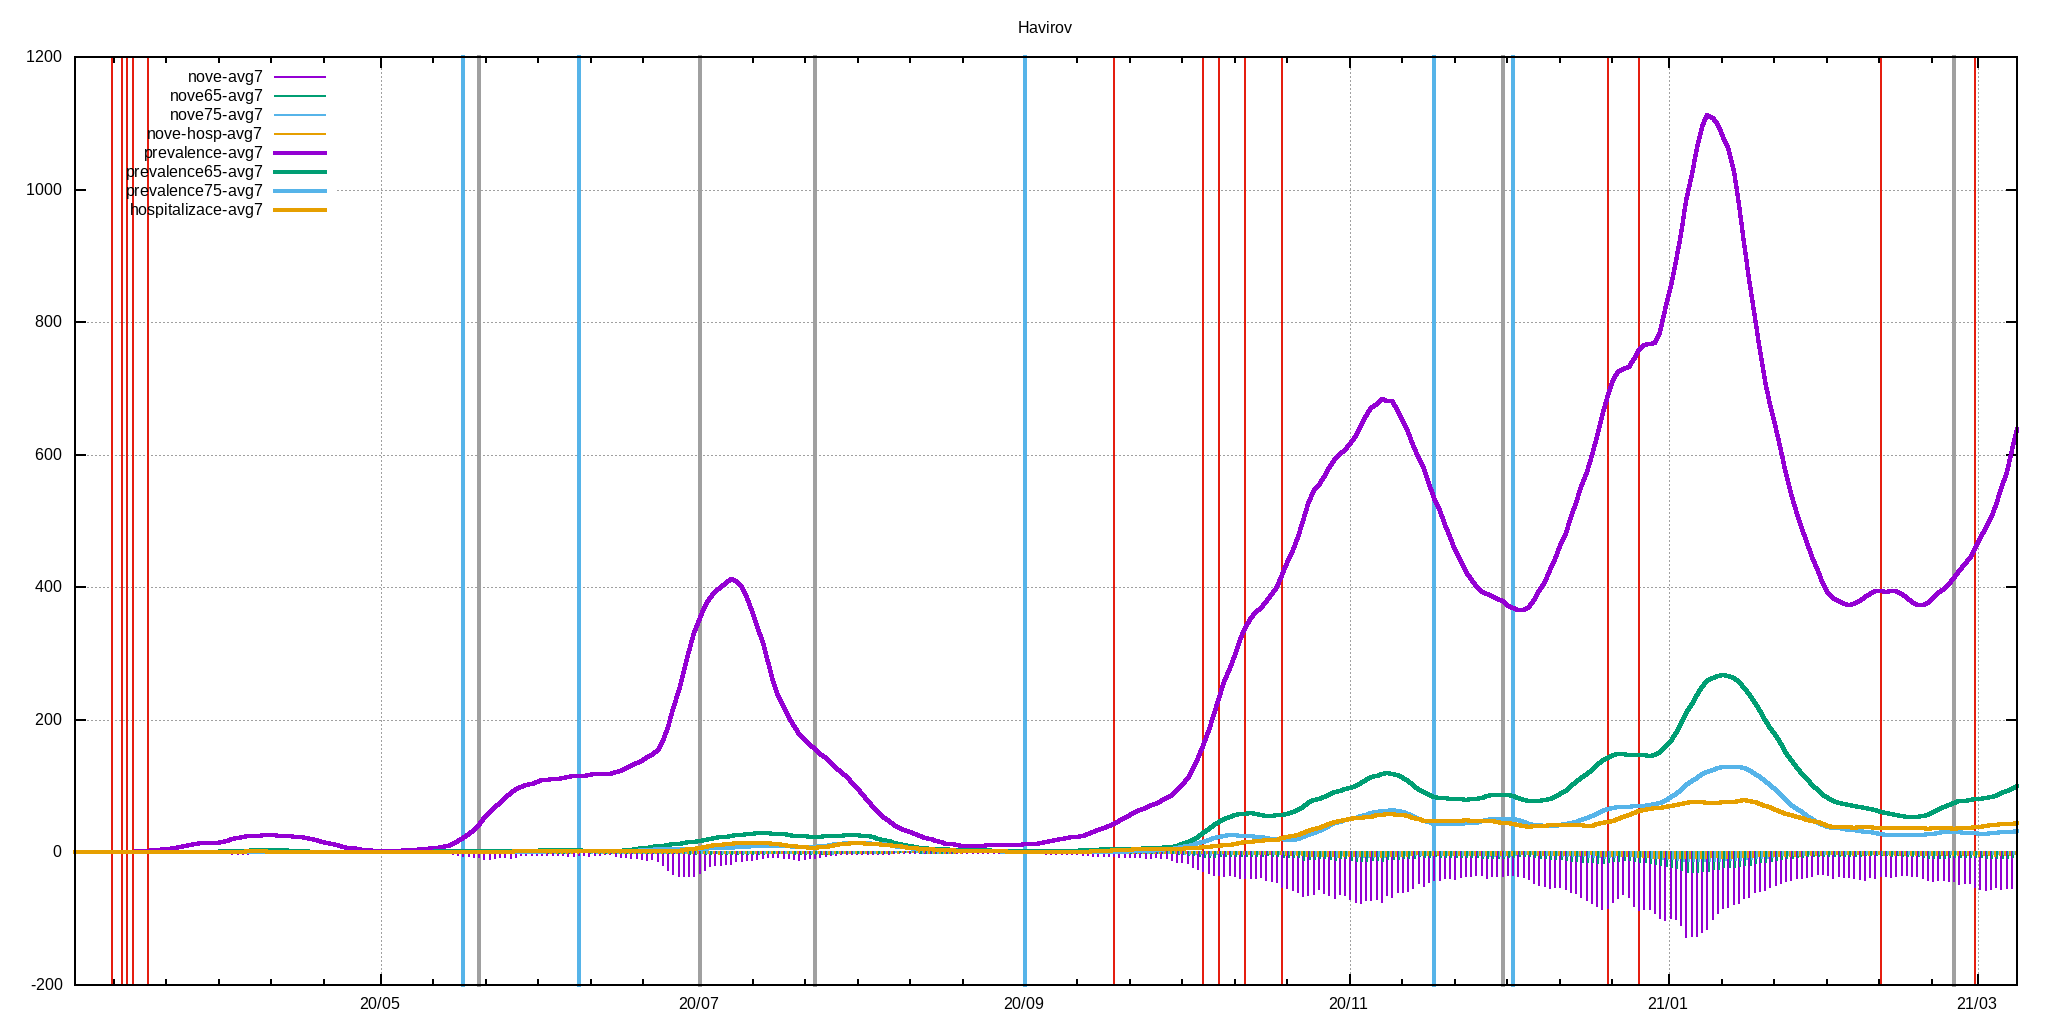 Havirov
1200
1000
800
600
400
200
0
-200
nove-avg7
nove65-avg7
nove75-avg7
nove-hosp-avg7
prevalence-avg7
prevalence65-avg7
prevalence75-avg7
hospitalizace-avg7
20/05
20/07
20/09
20/11
21/01
21/03